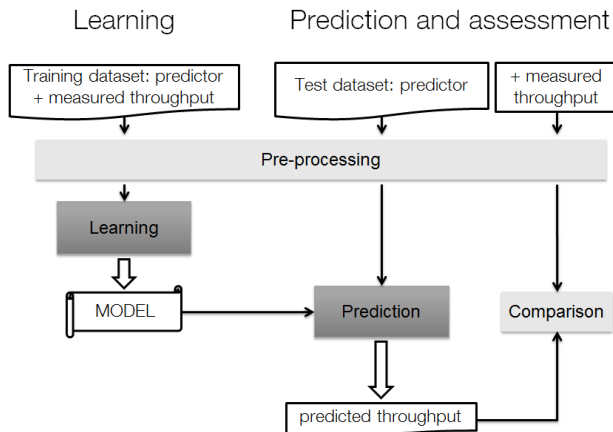 Learning
Prediction and assessment
Training dataset: predictor
+ measured throughput
Test dataset: predictor
+ measured
throughput
Pre-processing
Learning
MODEL
Prediction
Comparison
predicted throughput